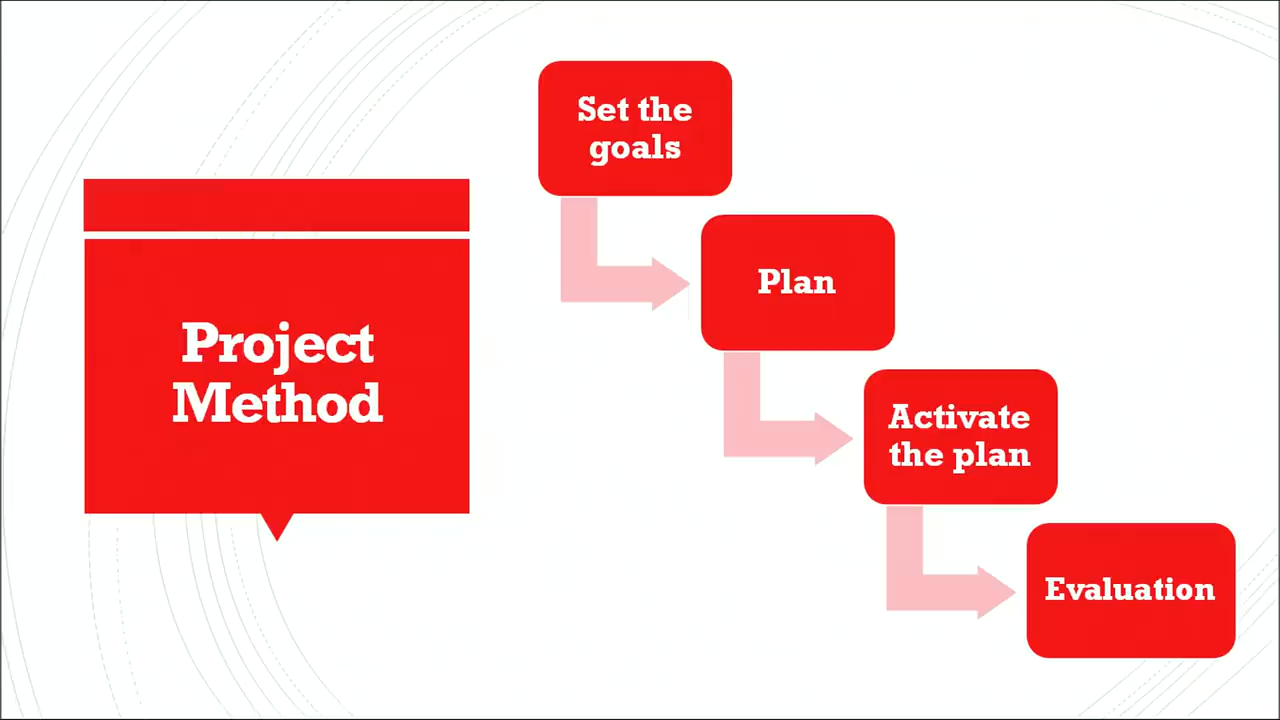 Project
Method
Set the
goals
Plan
Activate
the plan
Evaluation